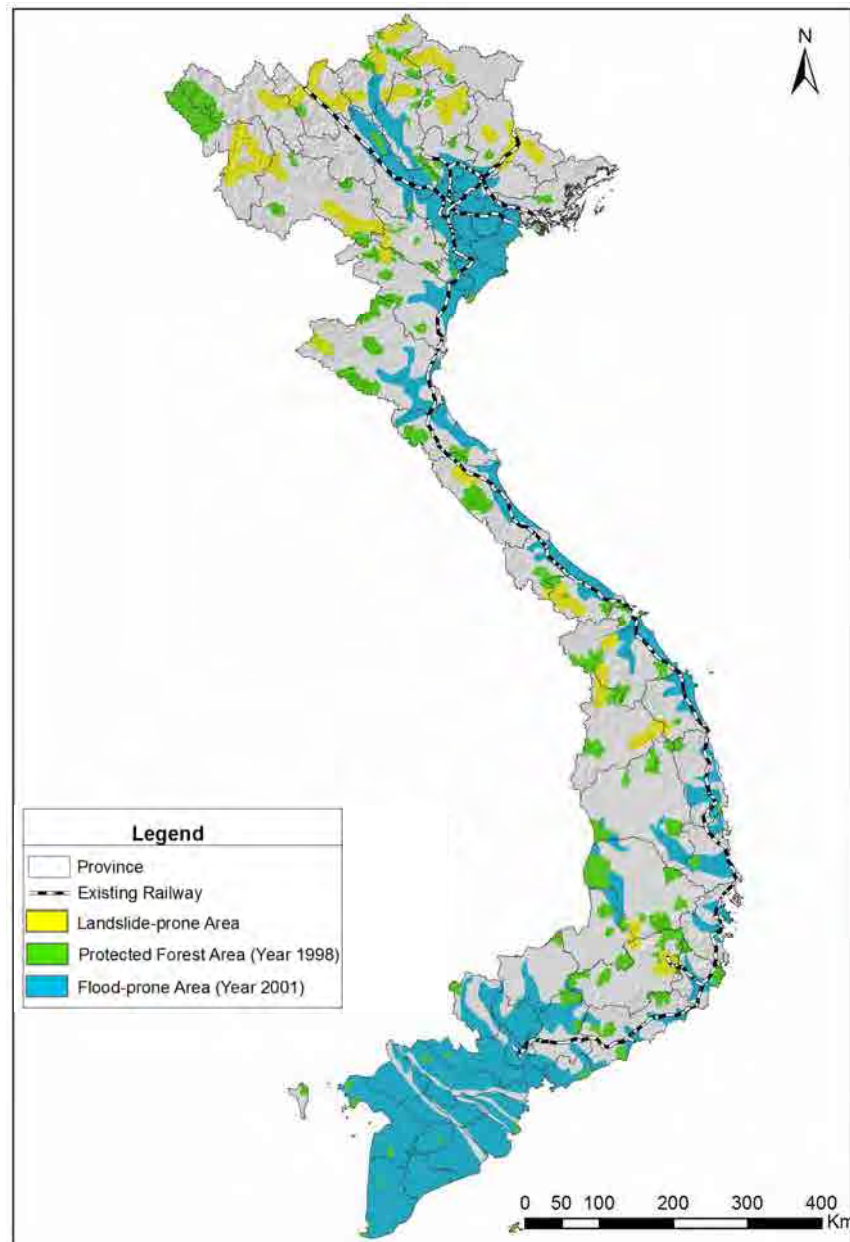 N
Legend
Province
Existing Railway
Landslide-prone Area
Protected Forest Area (Year 1998)
Flood-prone Area (Year 2001)
0 50 100 200 300 400
Km